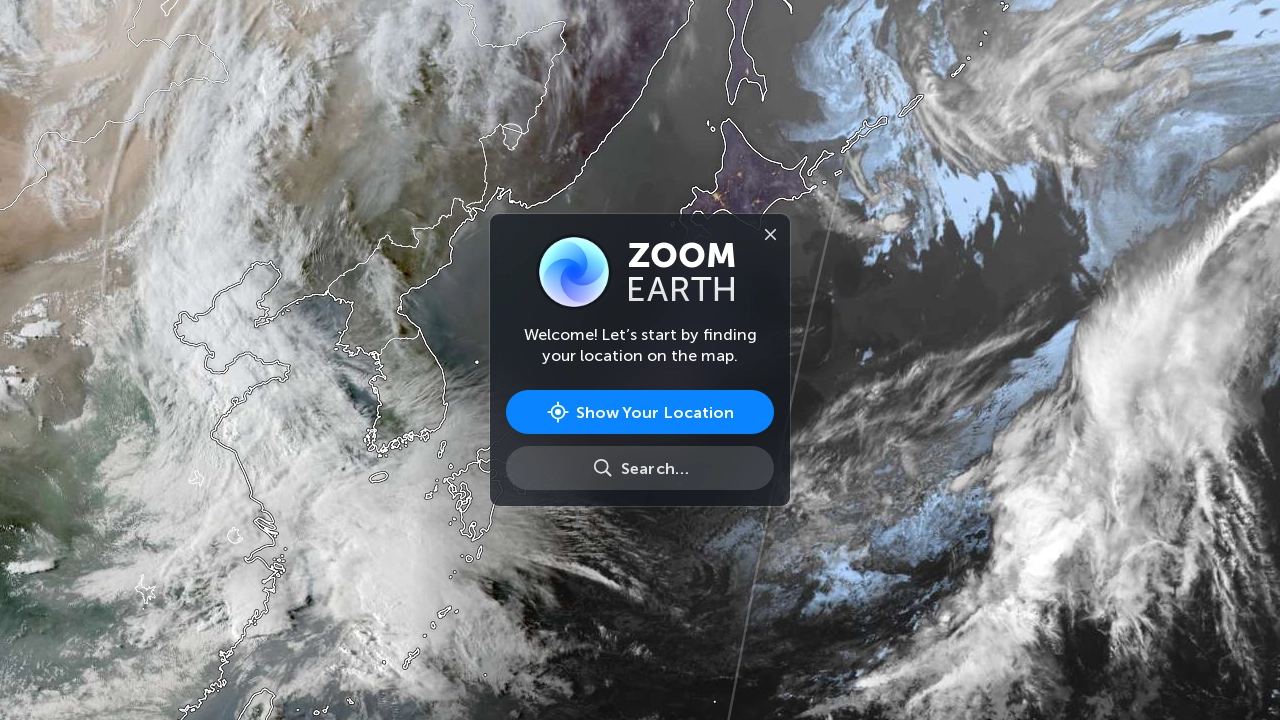 ZOOM
EARTH
Welcome! Let’s start by finding
your location on the map.
Show Your Location
Search...